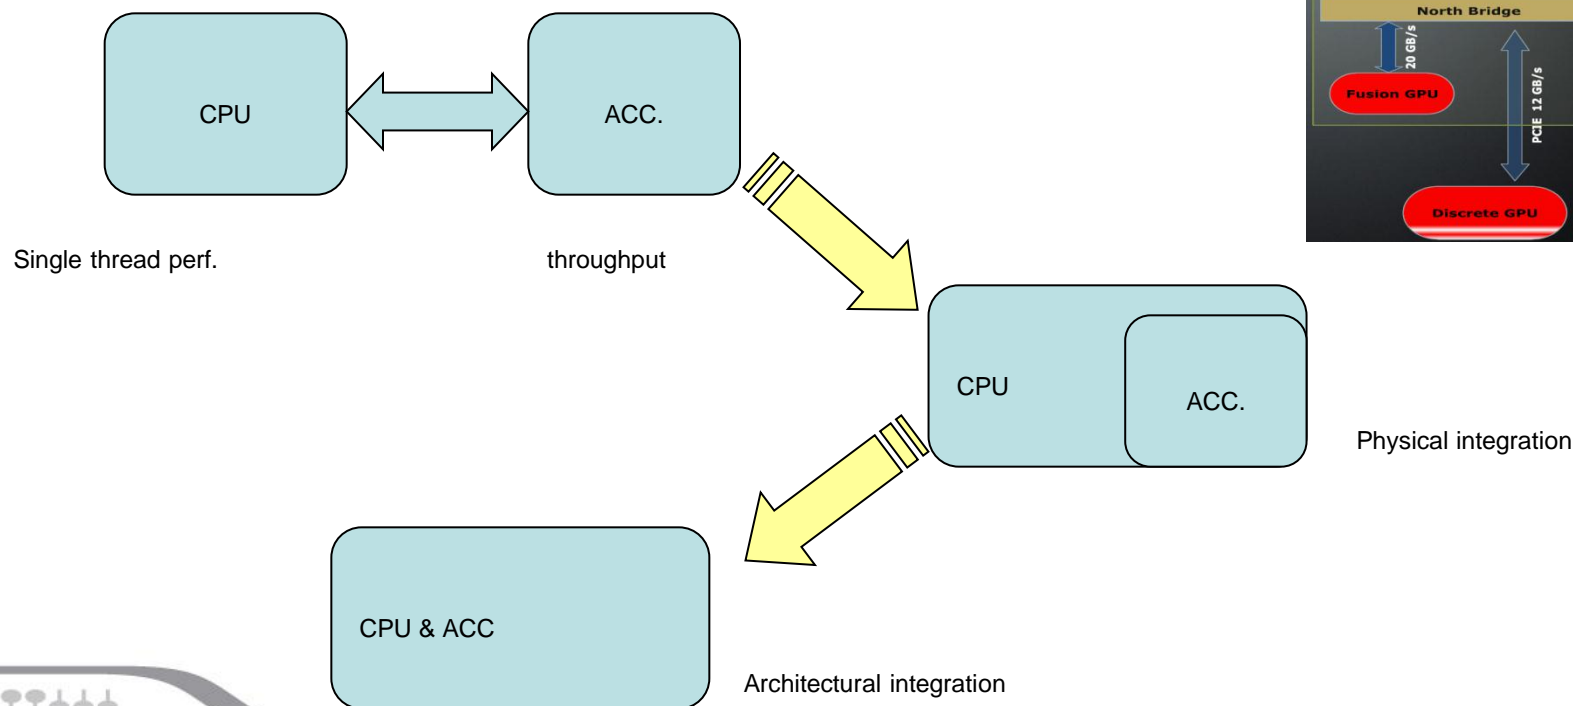 North Bridge
20 GB/s
Fusion GPU
PCIE 12 GB/s
Discrete GPU
CPU
ACC.
Single thread perf.
throughput
CPU
ACC.
Physical integration
CPU & ACC
Architectural integration